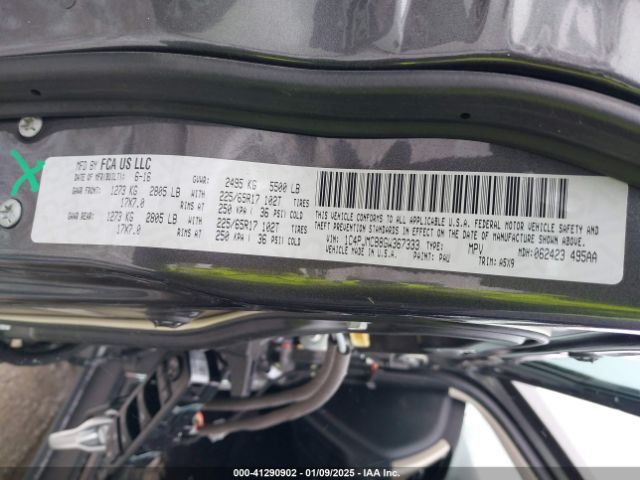 MFD BY FCA US LLC
DATE OF MFR(BUILT): 6-16
GVWR: 2495 KG 5500 LB
GAWR FRONT: 1273 KG 2805 LB WITH 225/65R17 102T TIRES
17X7.0 RIMS AT 250 KPA( 36 PSI) COLD
GAWR REAR: 1273 KG 2805 LB WITH 225/65R17 102T TIRES
17X7.0 RIMS AT 250 KPA( 36 PSI) COLD
THIS VEHICLE CONFORMS TO ALL APPLICABLE U.S.A. FEDERAL MOTOR VEHICLE SAFETY, BUMPER AND
THEFT PREVENTION STANDARDS IN EFFECT ON THE DATE OF MANUFACTURE SHOWN ABOVE.
VIN: 1C4PJMCB8GW367333 TYPE: MPV MDH: 062423 495AA
VEHICLE MADE IN U.S.A. PAINT: PAU TRIM: A5X9
000-41290902 - 01/09/2025 - IAA Inc.